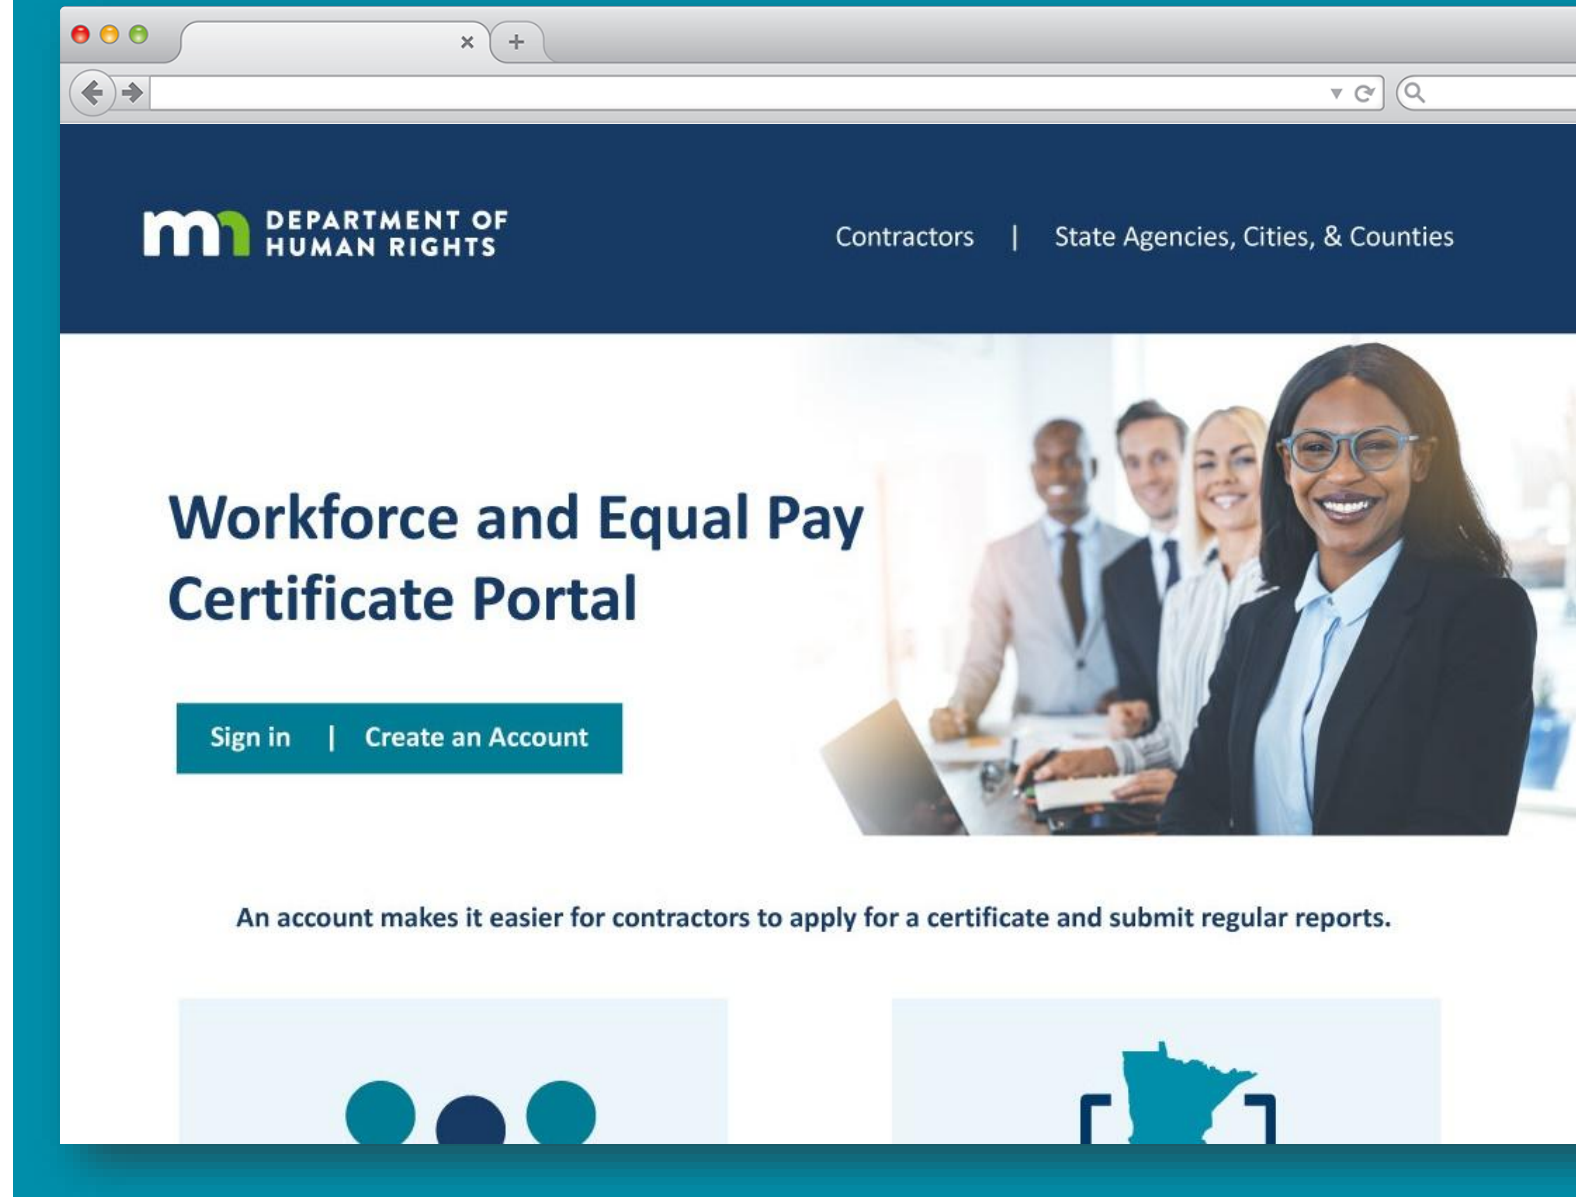 mn DEPARTMENT OF
HUMAN RIGHTS
Contractors | State Agencies, Cities, & Counties
Workforce and Equal Pay
Certificate Portal
Sign in | Create an Account
An account makes it easier for contractors to apply for a certificate and submit regular reports.